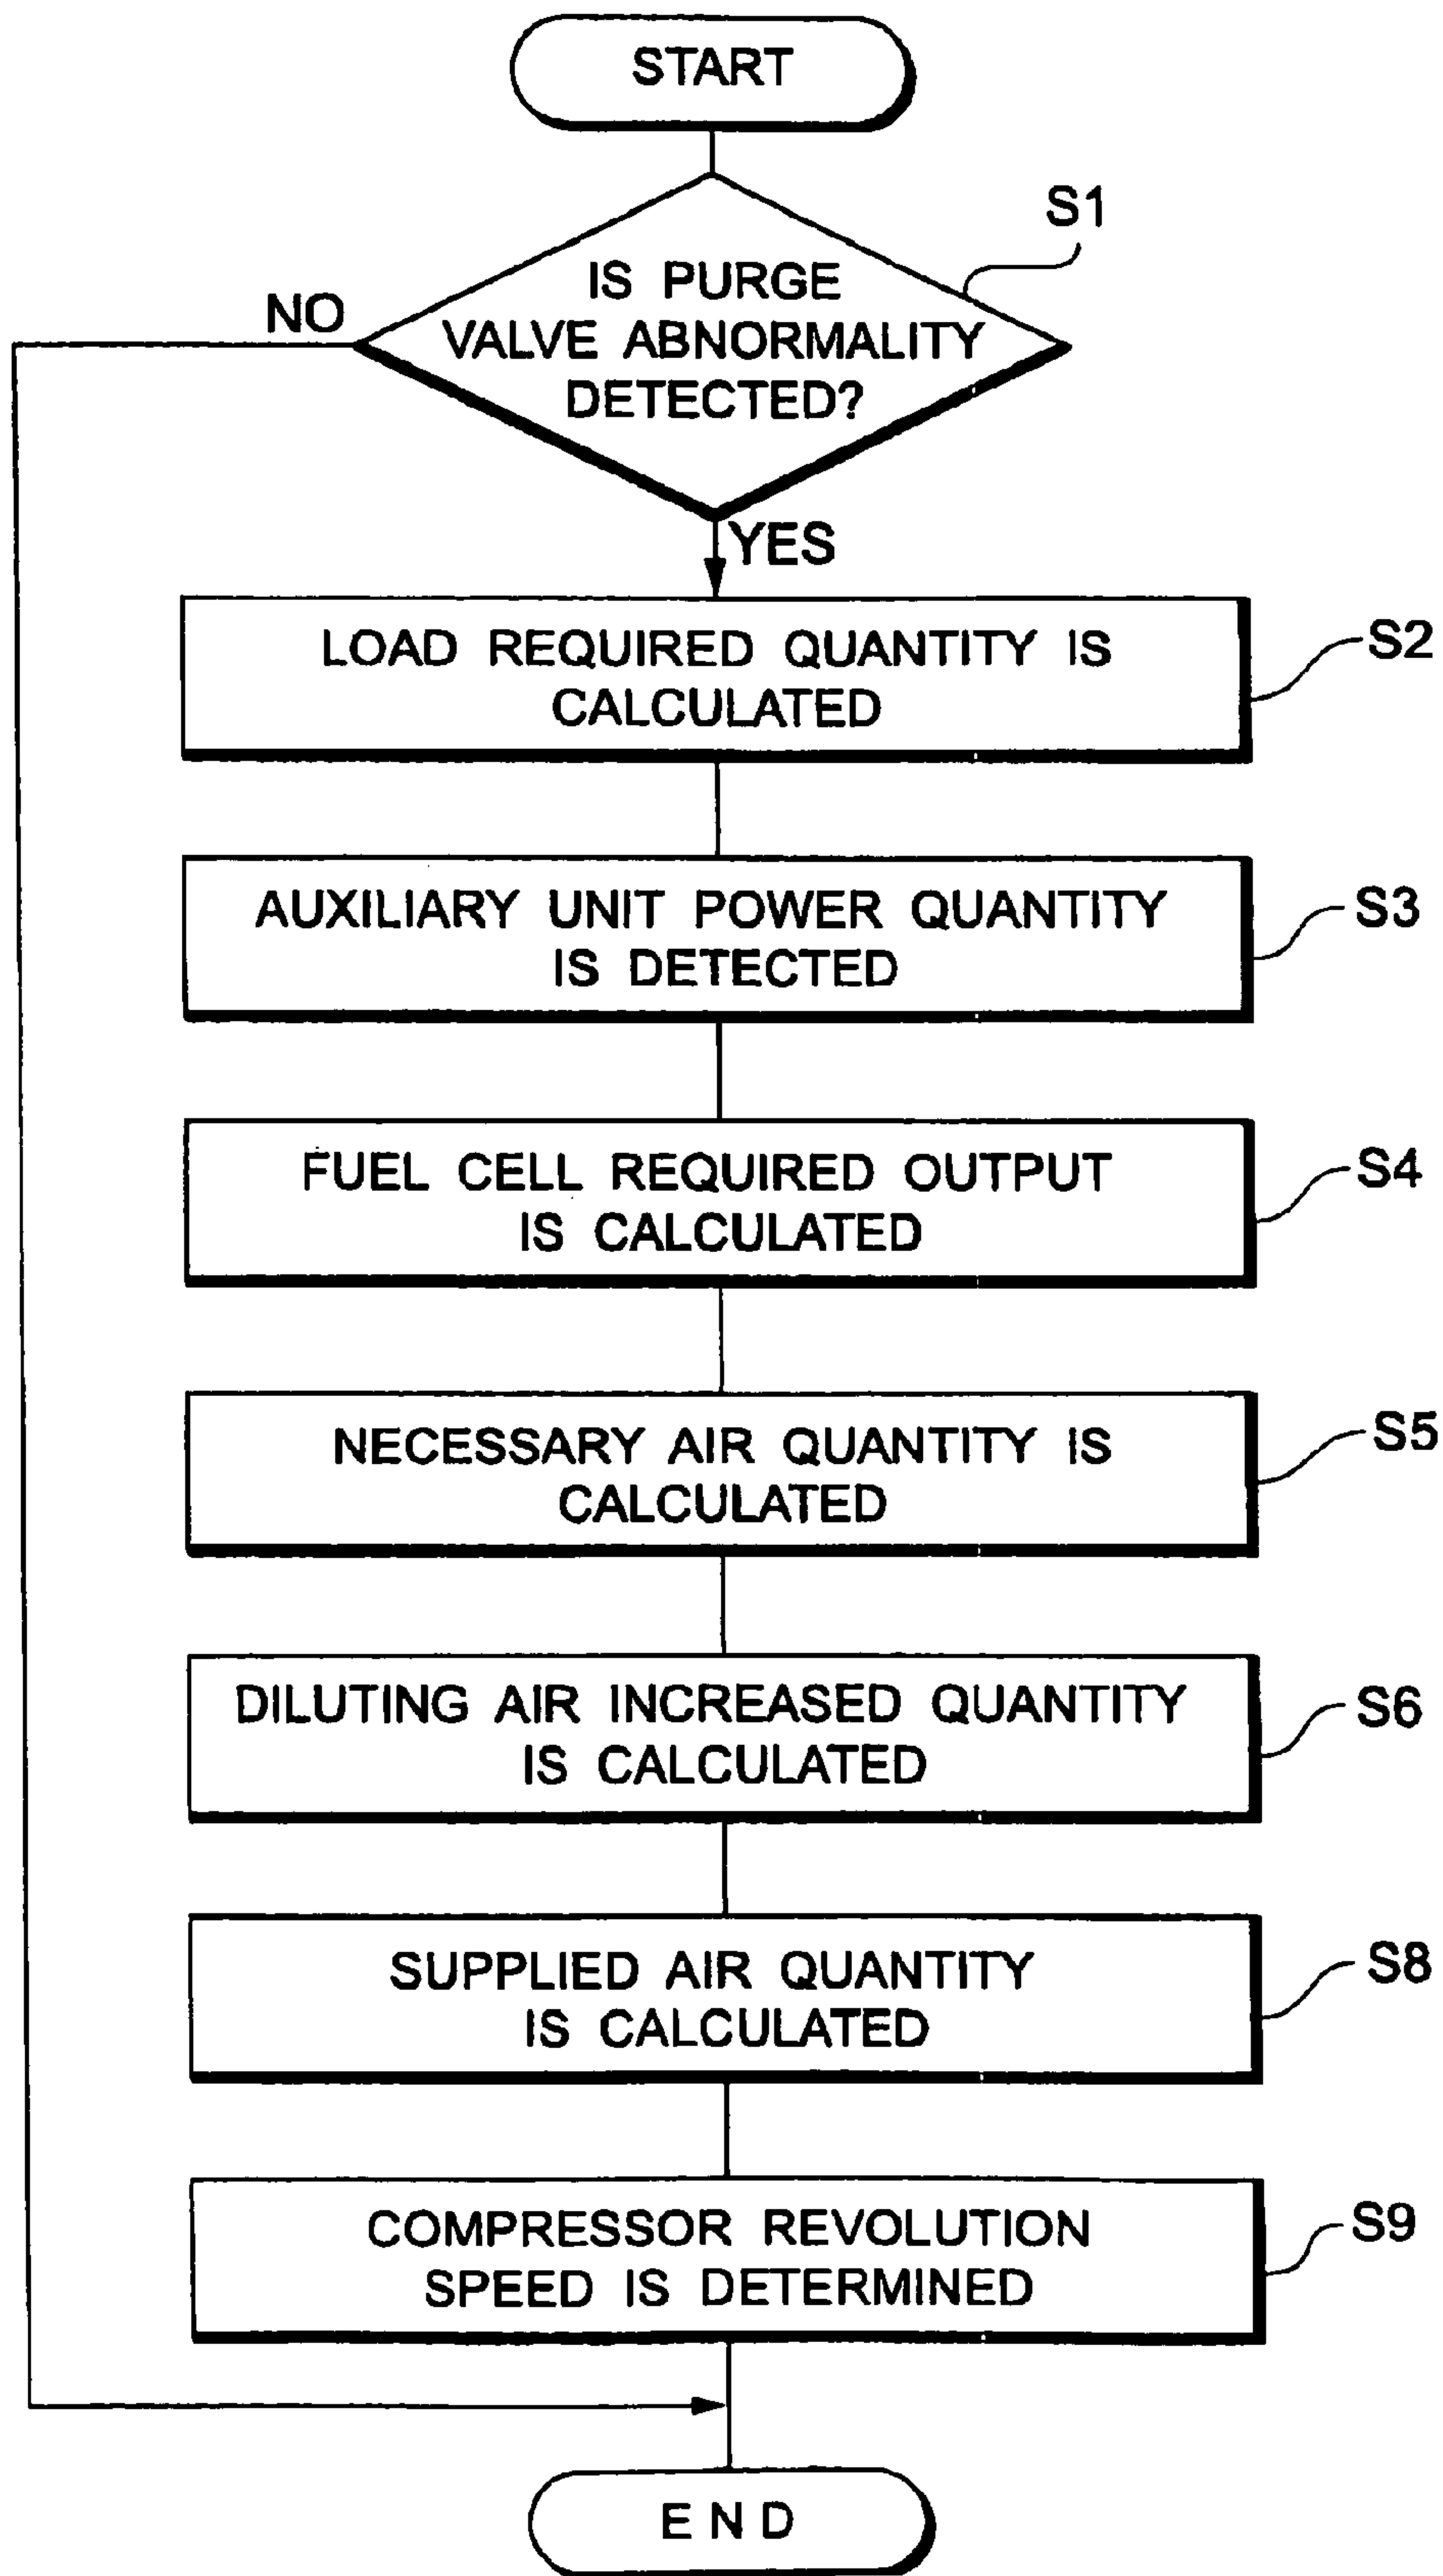 START
S1
IS PURGE
VALVE ABNORMALITY
DETECTED?
NO
YES
LOAD REQUIRED QUANTITY IS
CALCULATED
S2
AUXILIARY UNIT POWER QUANTITY
IS DETECTED
S3
FUEL CELL REQUIRED OUTPUT
IS CALCULATED
S4
NECESSARY AIR QUANTITY IS
CALCULATED
S5
DILUTING AIR INCREASED QUANTITY
IS CALCULATED
S6
SUPPLIED AIR QUANTITY
IS CALCULATED
S8
COMPRESSOR REVOLUTION
SPEED IS DETERMINED
S9
END